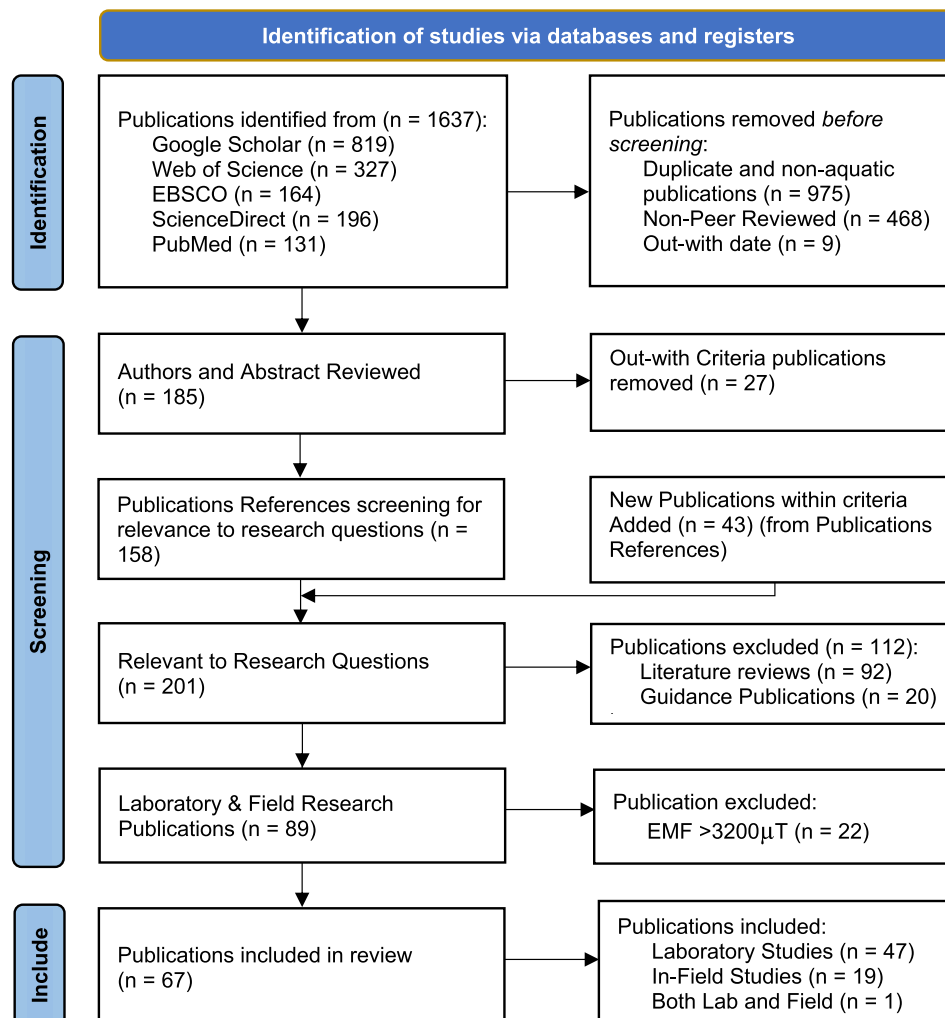 Identification of studies via databases and registers
Identification
Publications identified from (n = 1637):
Google Scholar (n = 819)
Web of Science (n = 327)
EBSCO (n = 164)
ScienceDirect (n = 196)
PubMed (n = 131)
Publications removed before
screening:
Duplicate and non-aquatic
publications (n = 975)
Non-Peer Reviewed (n = 468)
Out-with date (n = 9)
Screening
Authors and Abstract Reviewed
(n = 185)
Out-with Criteria publications
removed (n = 27)
Publications References screening for
relevance to research questions (n =
158)
New Publications within criteria
Added (n = 43) (from Publications
References)
Relevant to Research Questions
(n = 201)
Publications excluded (n = 112):
Literature reviews (n = 92)
Guidance Publications (n = 20)
Laboratory & Field Research
Publications (n = 89)
Publication excluded:
EMF >3200μT (n = 22)
Include
Publications included in review
(n = 67)
Publications included:
Laboratory Studies (n = 47)
In-Field Studies (n = 19)
Both Lab and Field (n = 1)